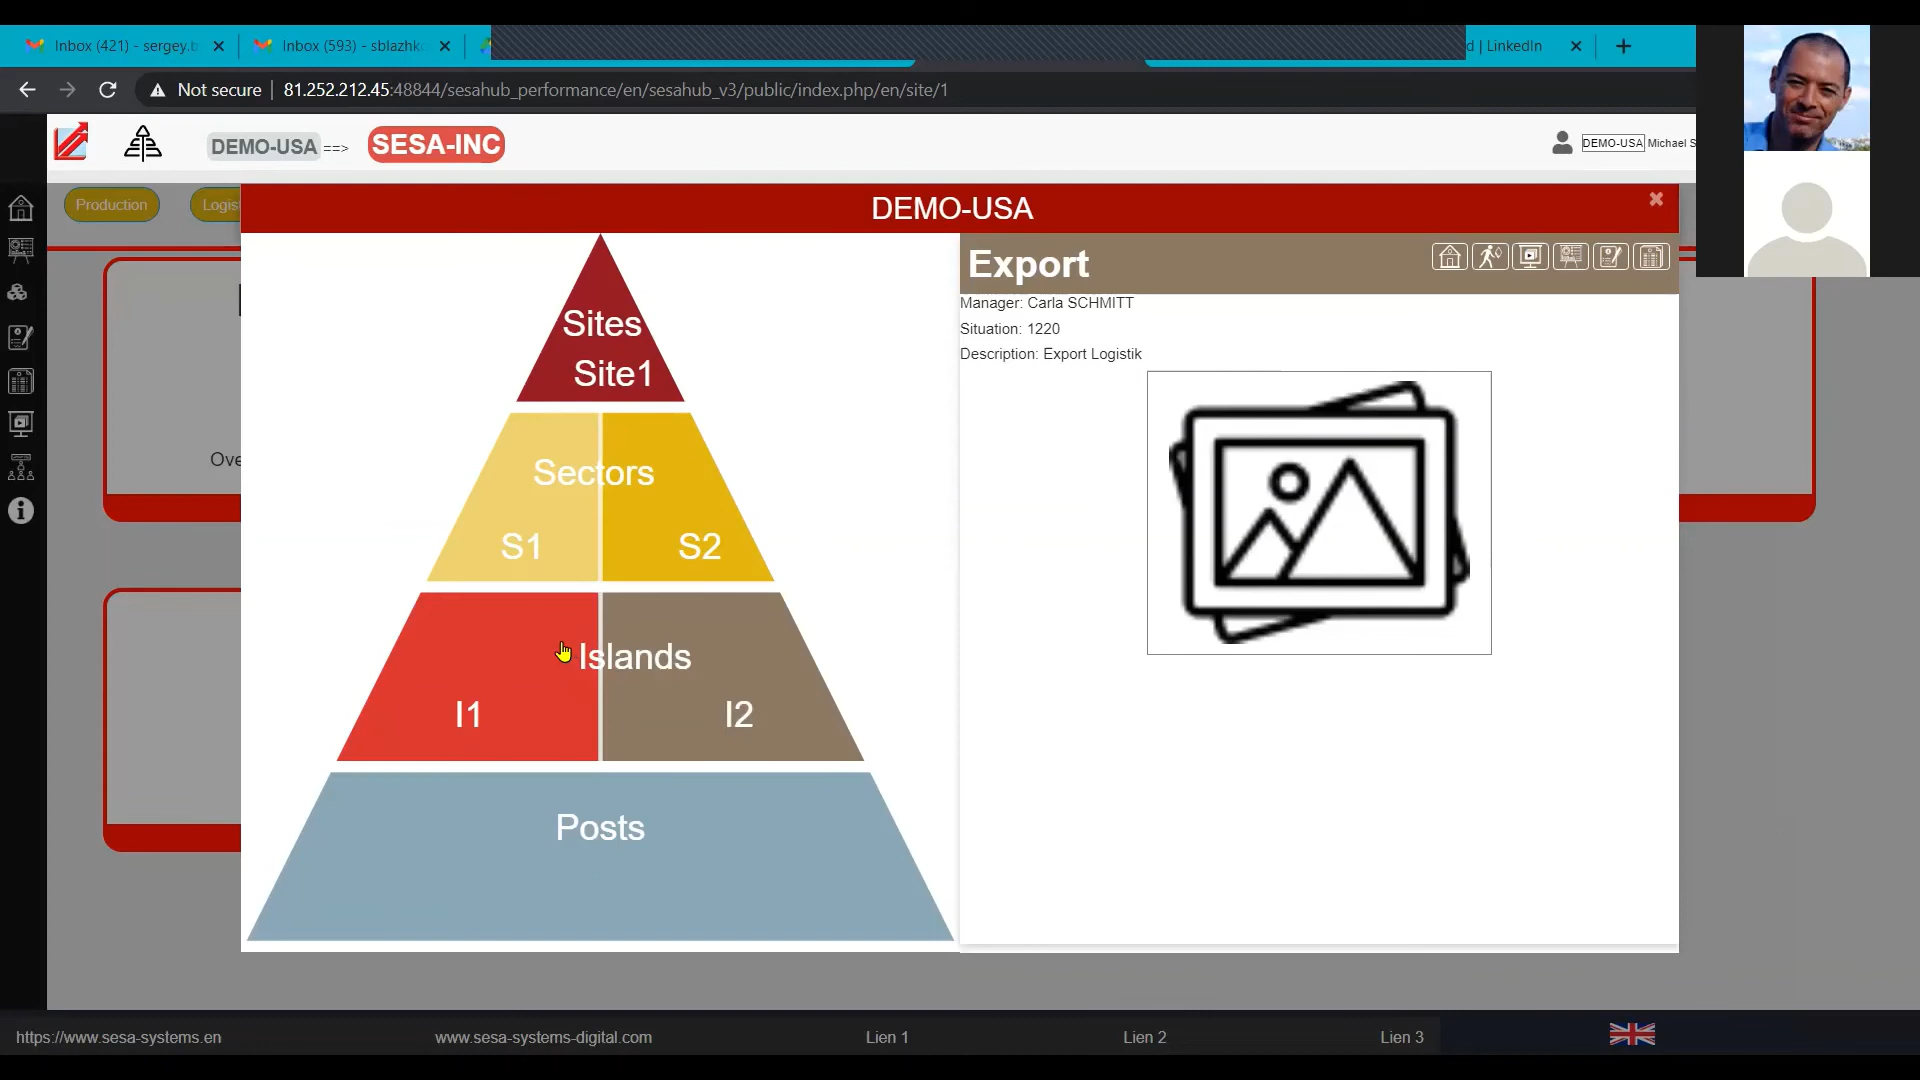 Inbox (421) - sergey.b
Inbox (593) - sblazhko
d | LinkedIn
Not secure
81.252.212.45:48844/sesahub_performance/en/sesahub_v3/public/index.php/en/site/1
DEMO-USA ==> SESA-INC
DEMO-USA Michael S
Production
Logis
DEMO-USA
Sites
Site1
Sectors
S1
S2
Islands
I1
I2
Posts
Export
Manager: Carla SCHMITT
Situation: 1220
Description: Export Logistik
Ove
https://www.sesa-systems.en
www.sesa-systems-digital.com
Lien 1
Lien 2
Lien 3